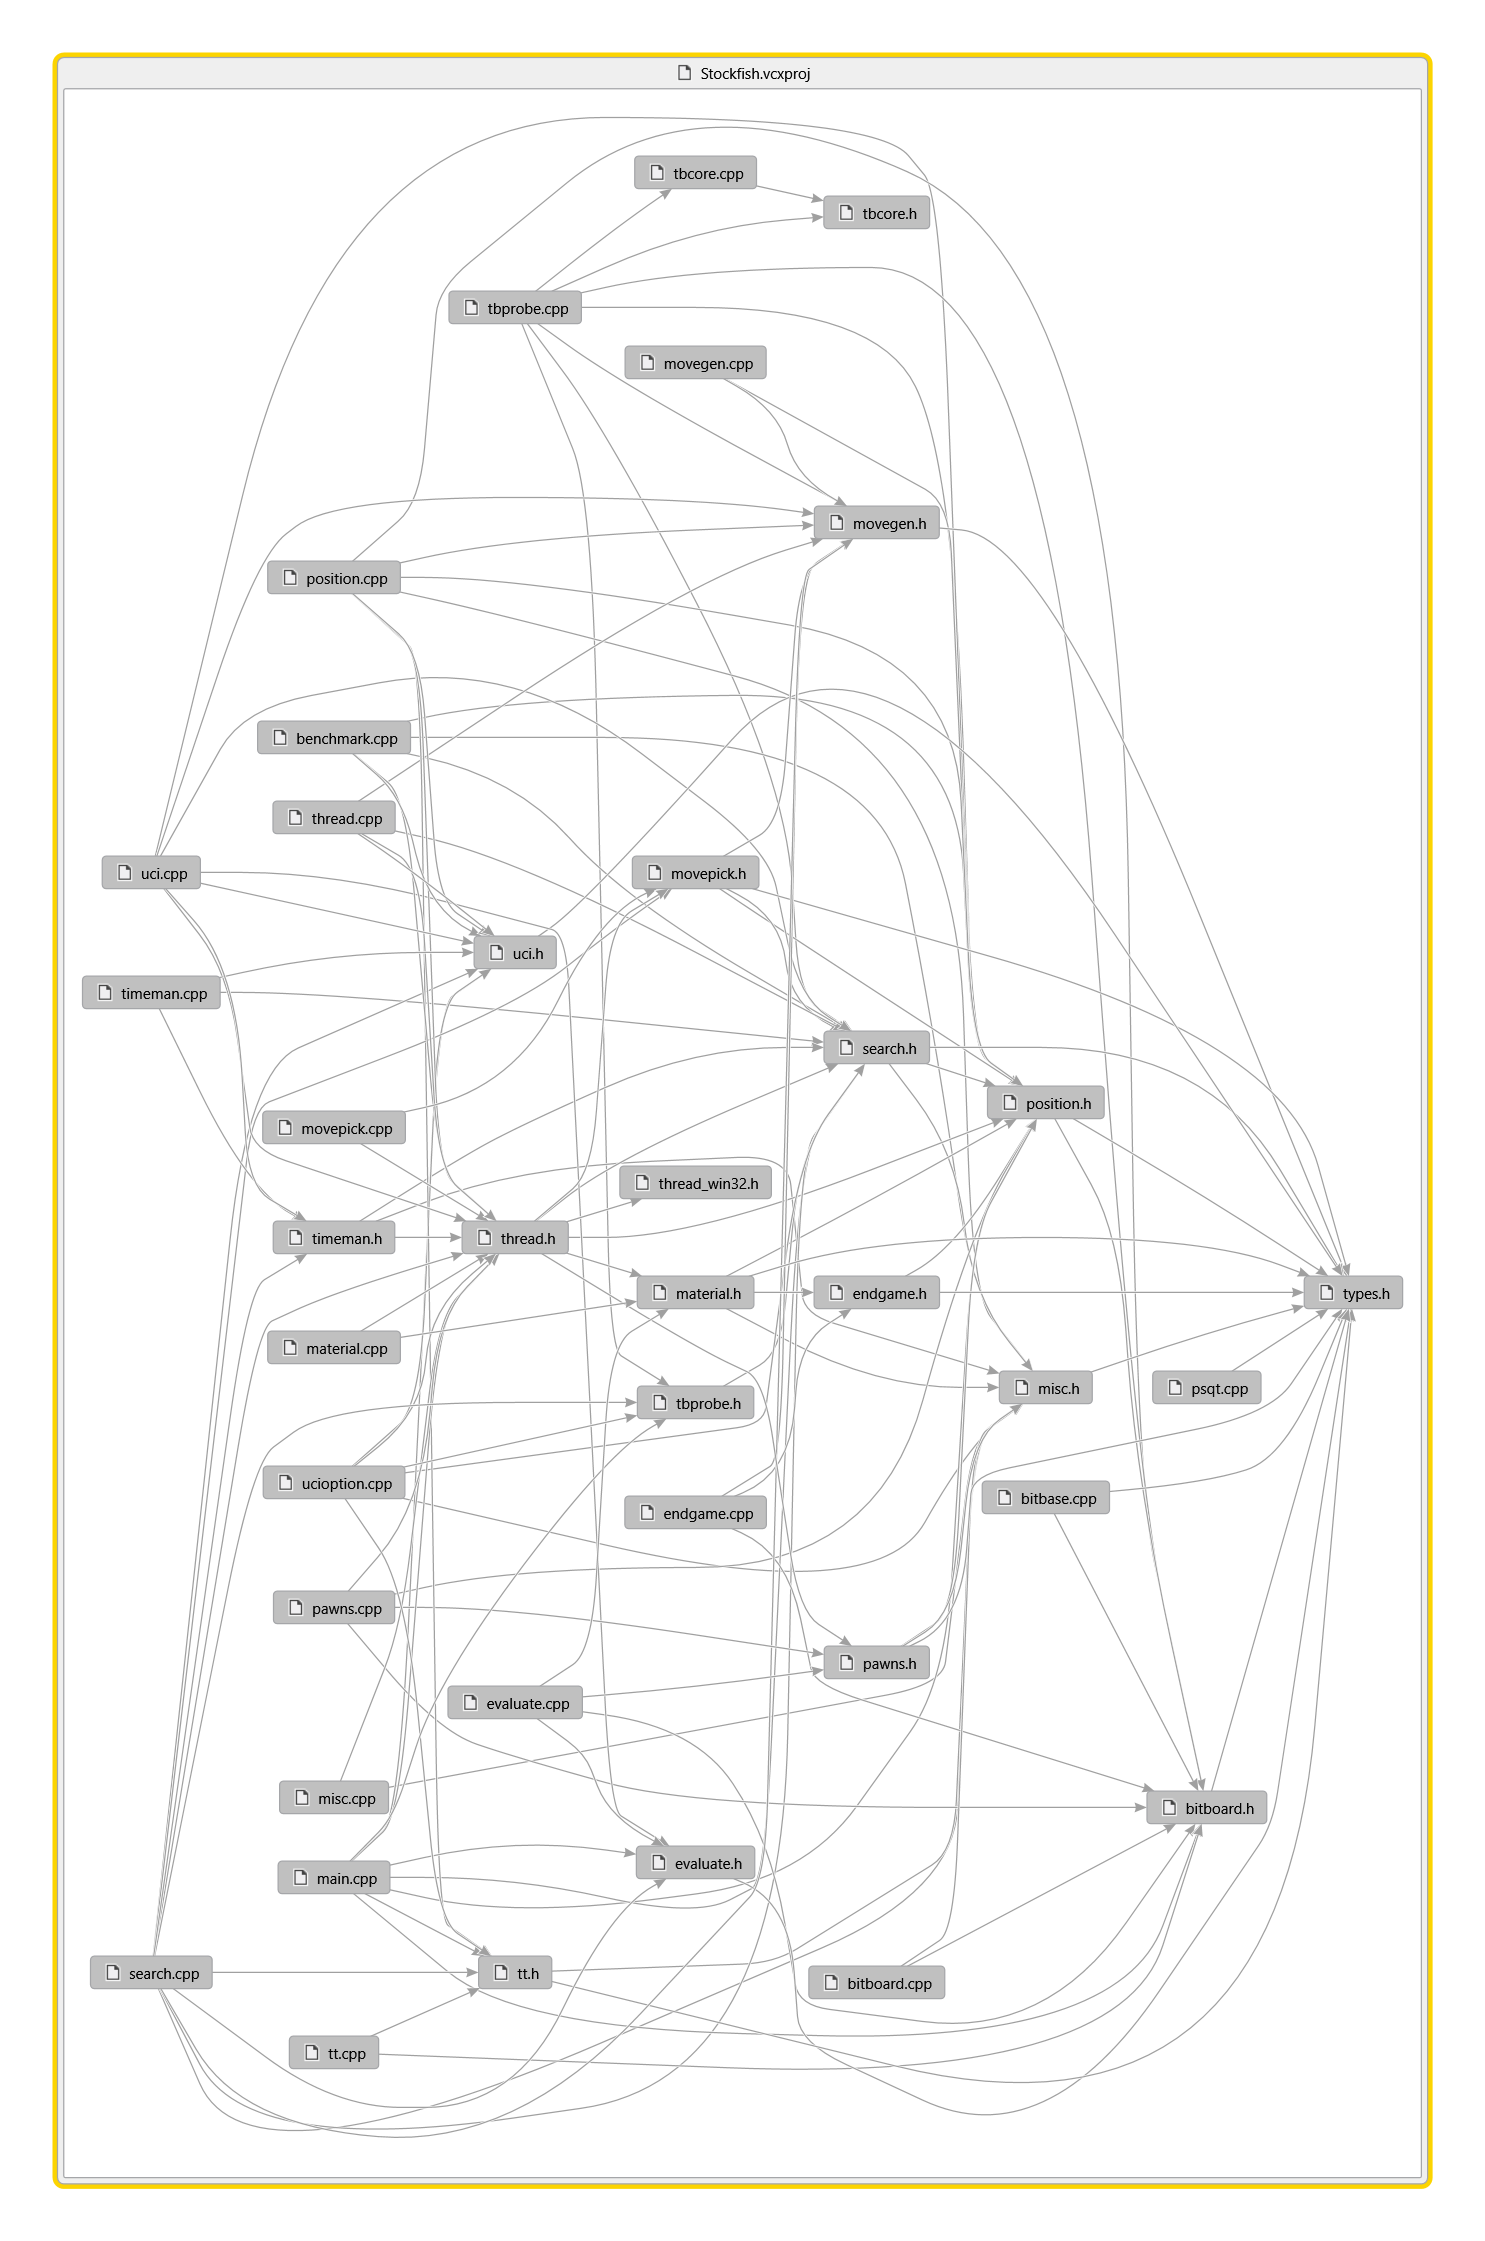 Stockfish.vcxproj
tbcore.cpp
tbcore.h
tbprobe.cpp
movegen.cpp
movegen.h
position.cpp
benchmark.cpp
thread.cpp
uci.cpp
movepick.h
uci.h
timeman.cpp
search.h
position.h
movepick.cpp
thread_win32.h
timeman.h
thread.h
material.h
endgame.h
types.h
material.cpp
misc.h
psqt.cpp
tbprobe.h
ucioption.cpp
bitbase.cpp
endgame.cpp
pawns.cpp
pawns.h
evaluate.cpp
misc.cpp
bitboard.h
evaluate.h
main.cpp
search.cpp
tt.h
bitboard.cpp
tt.cpp